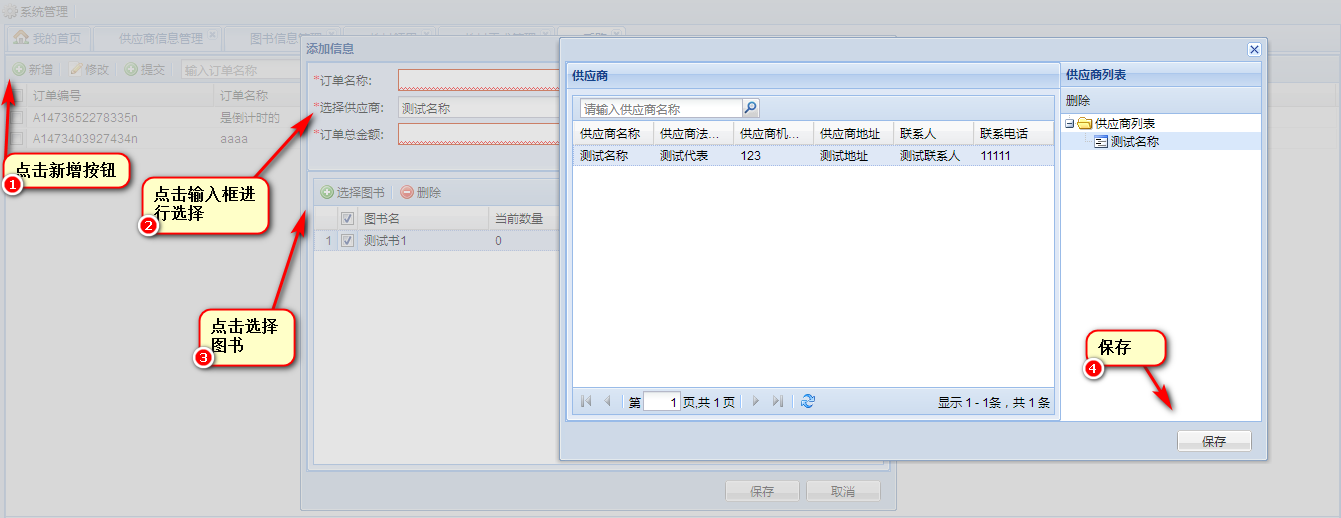 系统管理
我的首页
供应商信息管理
图书信息管理
新增
修改
提交
输入订单名称
订单编号
订单名称
A1473652278335n
是倒计时的
A1473403927434n
aaaa
点击新增按钮
1
点击输入框进
行选择
2
点击选择
图书
3
添加信息
*订单名称:
*选择供应商:
测试名称
*订单总金额:
选择图书
删除
图书名
当前数量
1
测试书1
0
保存
取消
供应商
请输入供应商名称
供应商名称
供应商法...
供应商机...
供应商地址
联系人
联系电话
测试名称
测试代表
123
测试地址
测试联系人
11111
第 1 页,共 1 页
显示 1 - 1条，共 1 条
供应商列表
删除
供应商列表
测试名称
保存
4
保存